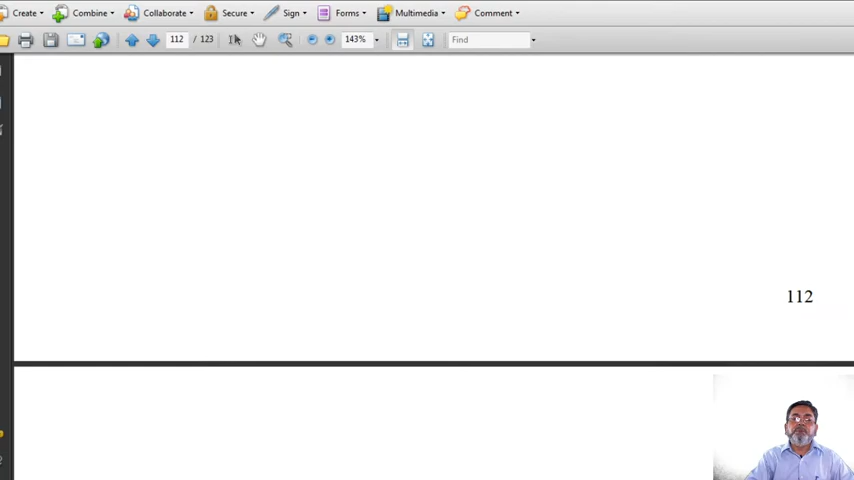 Create Combine Collaborate Secure Sign Forms Multimedia Comment
112 / 123 143% Find
112